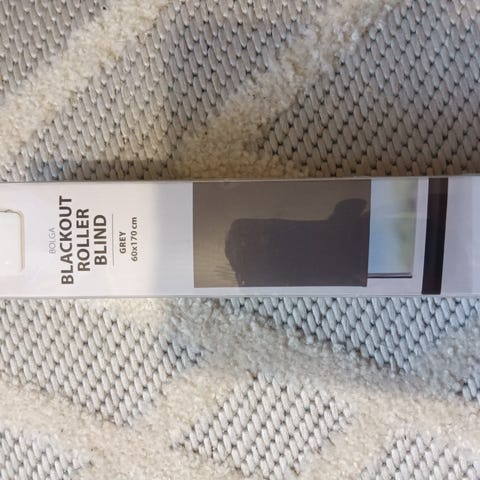 BOLGA
BLACKOUT
ROLLER
BLIND
GREY
60x170 cm